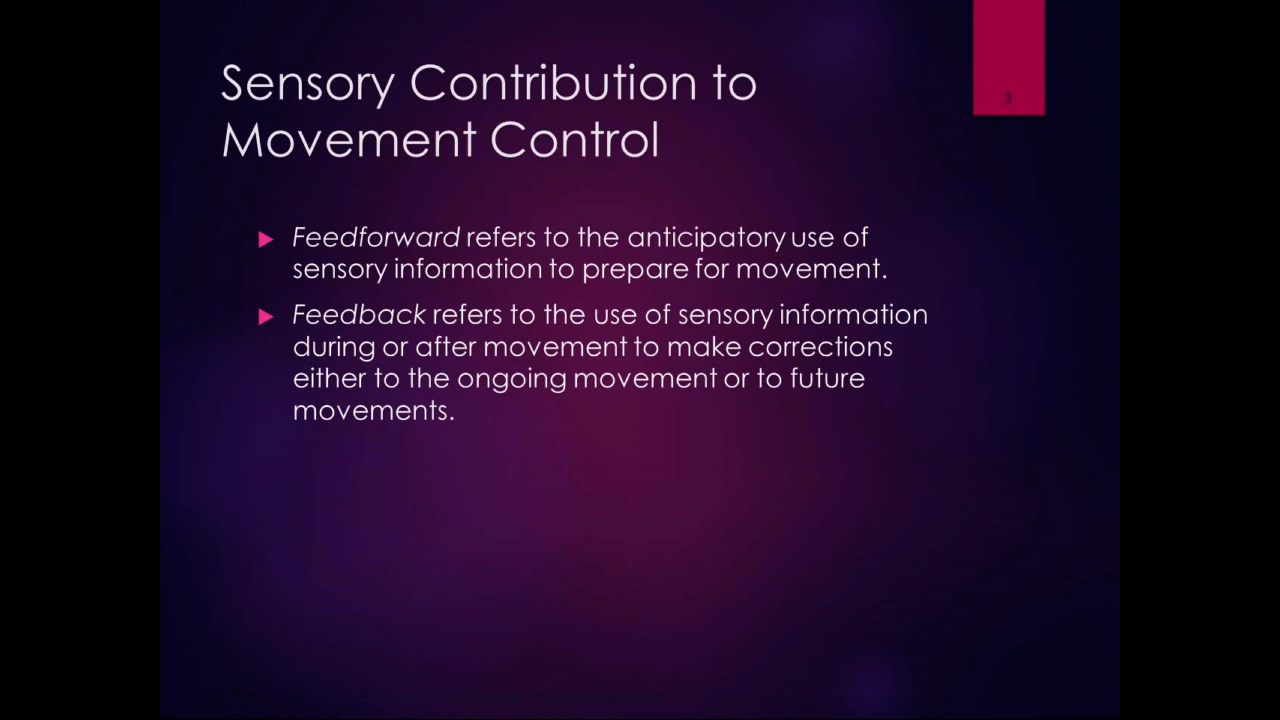 Sensory Contribution to
Movement Control
3
Feedforward refers to the anticipatory use of
sensory information to prepare for movement.
Feedback refers to the use of sensory information
during or after movement to make corrections
either to the ongoing movement or to future
movements.